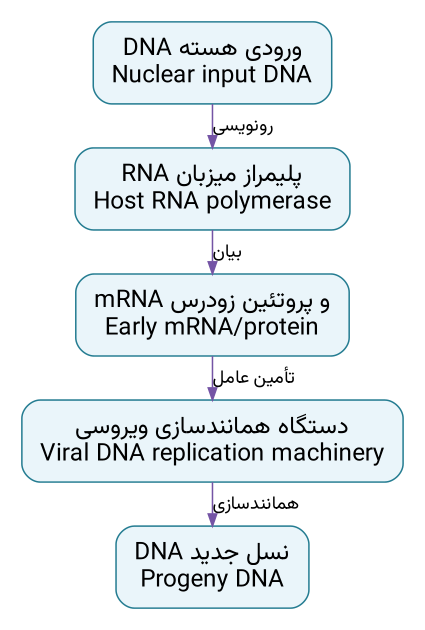 DNA ورودی هسته
Nuclear input DNA
رونویسی
RNA پلیمراز میزبان
Host RNA polymerase
بیان
mRNA و پروتئین زودرس
Early mRNA/protein
تأمین عامل
دستگاه همانندسازی ویروسی
Viral DNA replication machinery
همانندسازی
DNA نسل جدید
Progeny DNA